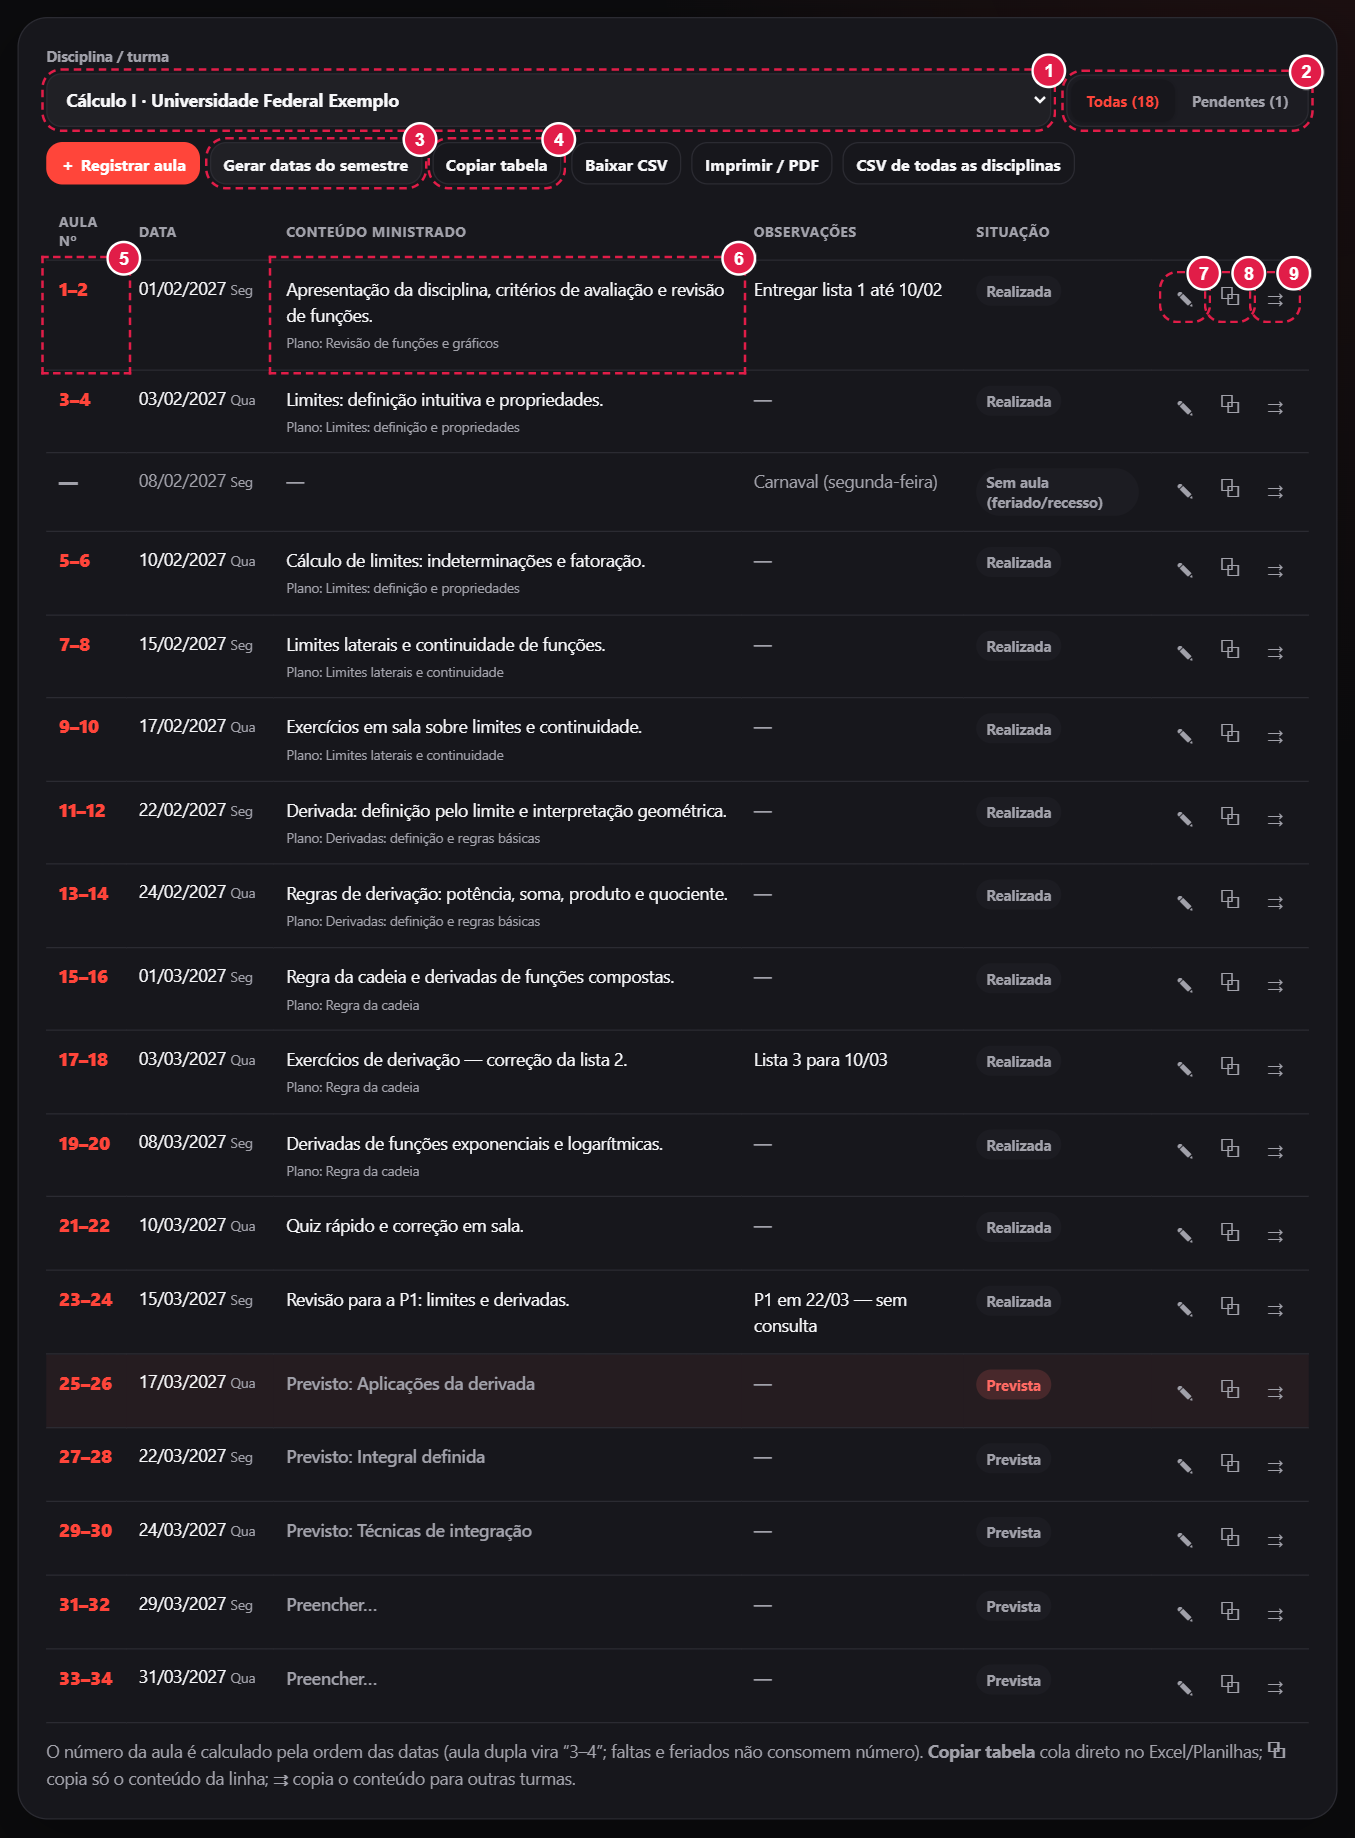 Disciplina / turma
1
2
Cálculo I · Universidade Federal Exemplo
Todas (18) Pendentes (1)
3
4
+ Registrar aula Gerar datas do semestre Copiar tabela Baixar CSV Imprimir / PDF CSV de todas as disciplinas
AULA Nº DATA CONTEÚDO MINISTRADO OBSERVAÇÕES SITUAÇÃO
5
6
7
8
9
1–2 01/02/2027 Seg Apresentação da disciplina, critérios de avaliação e revisão Entregar lista 1 até 10/02 Realizada
de funções.
Plano: Revisão de funções e gráficos
3–4 03/02/2027 Qua Limites: definição intuitiva e propriedades. — Realizada
Plano: Limites: definição e propriedades
— 08/02/2027 Seg — Carnaval (segunda-feira) Sem aula
(feriado/recesso)
5–6 10/02/2027 Qua Cálculo de limites: indeterminações e fatoração. — Realizada
Plano: Limites: definição e propriedades
7–8 15/02/2027 Seg Limites laterais e continuidade de funções. — Realizada
Plano: Limites laterais e continuidade
9–10 17/02/2027 Qua Exercícios em sala sobre limites e continuidade. — Realizada
Plano: Limites laterais e continuidade
11–12 22/02/2027 Seg Derivada: definição pelo limite e interpretação geométrica. — Realizada
Plano: Derivadas: definição e regras básicas
13–14 24/02/2027 Qua Regras de derivação: potência, soma, produto e quociente. — Realizada
Plano: Derivadas: definição e regras básicas
15–16 01/03/2027 Seg Regra da cadeia e derivadas de funções compostas. — Realizada
Plano: Regra da cadeia
17–18 03/03/2027 Qua Exercícios de derivação — correção da lista 2. Lista 3 para 10/03 Realizada
Plano: Regra da cadeia
19–20 08/03/2027 Seg Derivadas de funções exponenciais e logarítmicas. — Realizada
Plano: Regra da cadeia
21–22 10/03/2027 Qua Quiz rápido e correção em sala. — Realizada
23–24 15/03/2027 Seg Revisão para a P1: limites e derivadas. P1 em 22/03 — sem Realizada
consulta
25–26 17/03/2027 Qua Previsto: Aplicações da derivada — Prevista
27–28 22/03/2027 Seg Previsto: Integral definida — Prevista
29–30 24/03/2027 Qua Previsto: Técnicas de integração — Prevista
31–32 29/03/2027 Seg Preencher... — Prevista
33–34 31/03/2027 Qua Preencher... — Prevista
O número da aula é calculado pela ordem das datas (aula dupla vira “3–4”; faltas e feriados não consomem número). Copiar tabela cola direto no Excel/Planilhas;
copia só o conteúdo da linha; ⇉ copia o conteúdo para outras turmas.